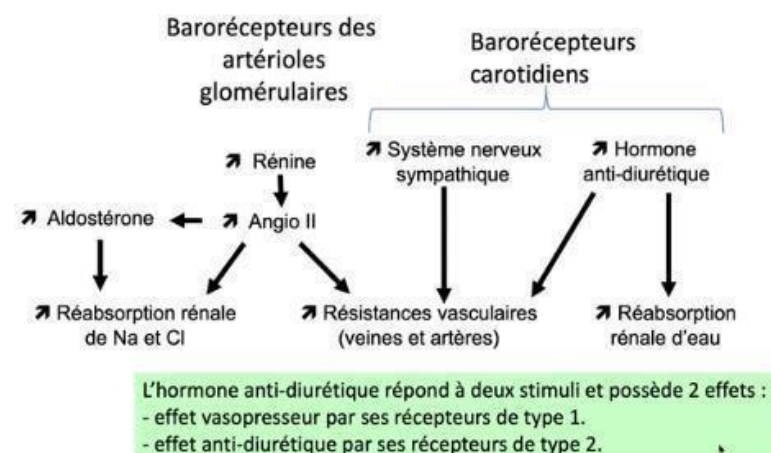 Barorécepteurs des
artérioles
glomérulaires
Barorécepteurs
carotidiens
Rénine
Système nerveux
sympathique
Hormone
anti-diurétique
Aldostérone
Angio II
Réabsorption rénale
de Na et Cl
Résistances vasculaires
(veines et artères)
Réabsorption
rénale d'eau
L'hormone anti-diurétique répond à deux stimuli et possède 2 effets :
- effet vasopresseur par ses récepteurs de type 1.
- effet anti-diurétique par ses récepteurs de type 2.